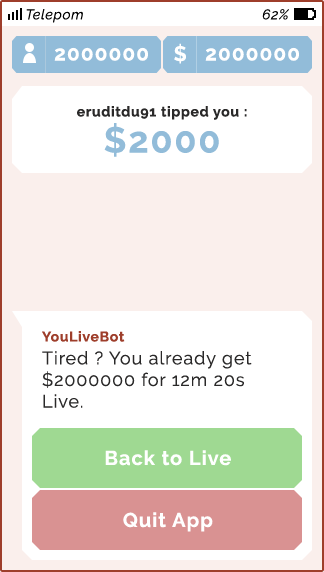 Telepom 62%
2000000 $ 2000000
eruditdu91 tipped you :
$2000
YouLiveBot
Tired ? You already get
$2000000 for 12m 20s
Live.
Back to Live
Quit App